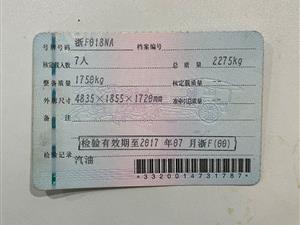 号牌号码 浙F018NA 档案编号
核定载人数 7人 总质量 2275kg
整备质量 1750kg 核定载质量
外廓尺寸 4835×1855×1720mm 准牵引总质量
检验有效期至2017 年07 月浙F(00)
检验记录
汽油
*3320014731787*